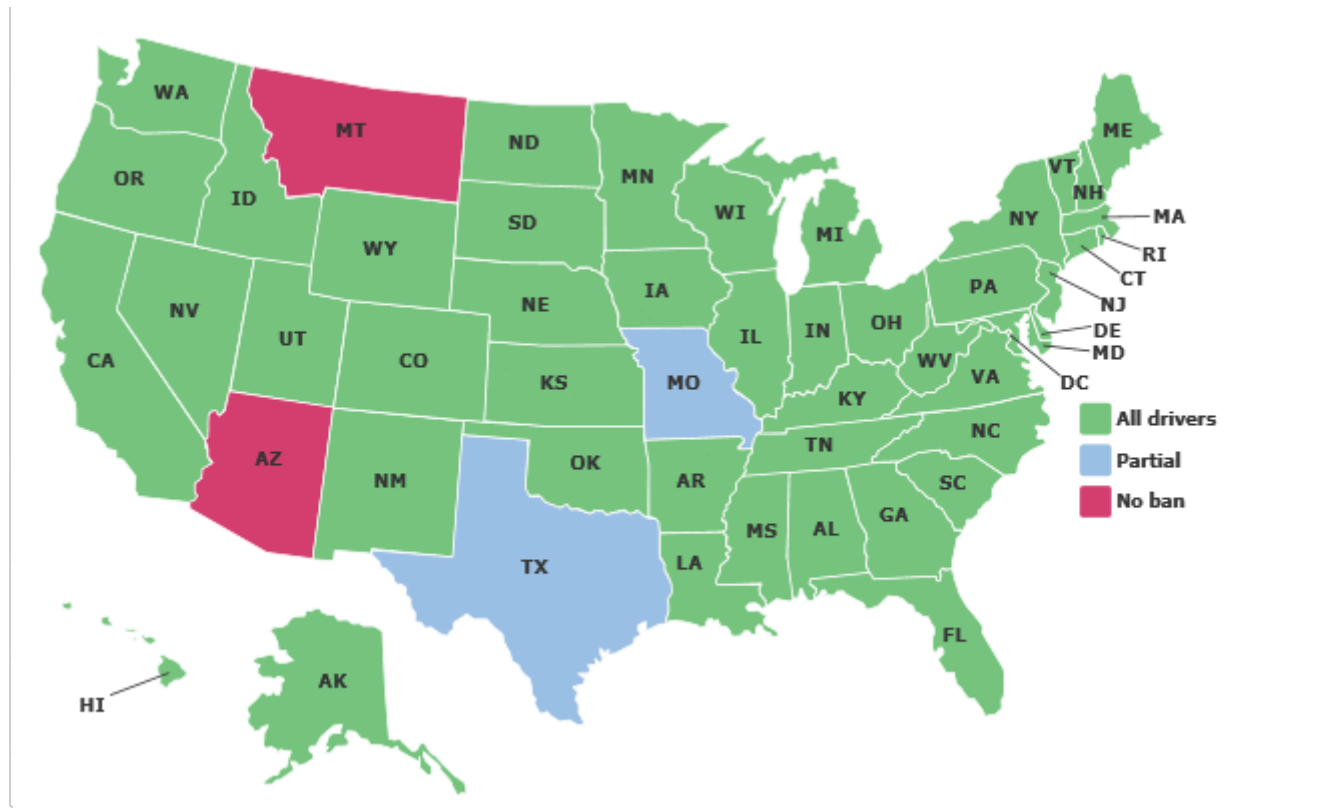 WA
MT
ND
MN
ME
VT
NH
OR
ID
SD
WI
MI
NY
MA
WY
RI
CT
NV
NE
IA
PA
NJ
UT
CO
IL
IN
OH
DE
MD
CA
KS
MO
WV
VA
DC
KY
All drivers
AZ
NM
OK
AR
TN
NC
Partial
SC
No ban
TX
LA
MS
AL
GA
FL
HI
AK